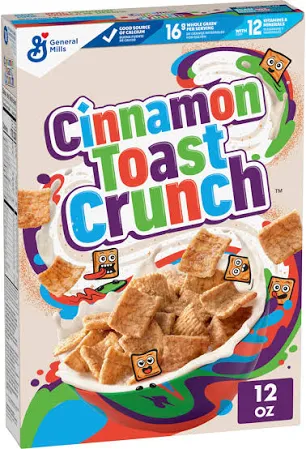 General
Mills
GOOD SOURCE
OF CALCIUM
16g WHOLE GRAIN
PER SERVING
WITH 12 VITAMINS &
MINERALS
Cinnamon
Toast
Crunch™
12
OZ